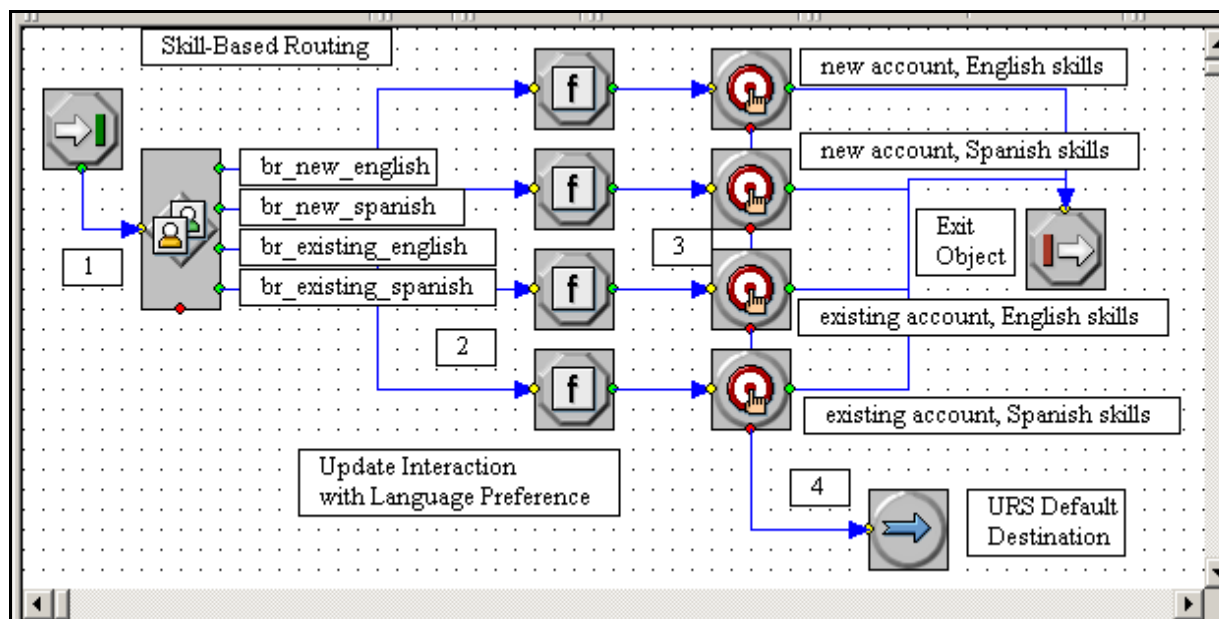 Skill-Based Routing
f
new account, English skills
br_new_english
f
new account, Spanish skills
br_new_spanish
Exit
Object
br_existing_english
3
1
br_existing_spanish
f
existing account, English skills
2
f
existing account, Spanish skills
Update Interaction
with Language Preference
4
URS Default
Destination